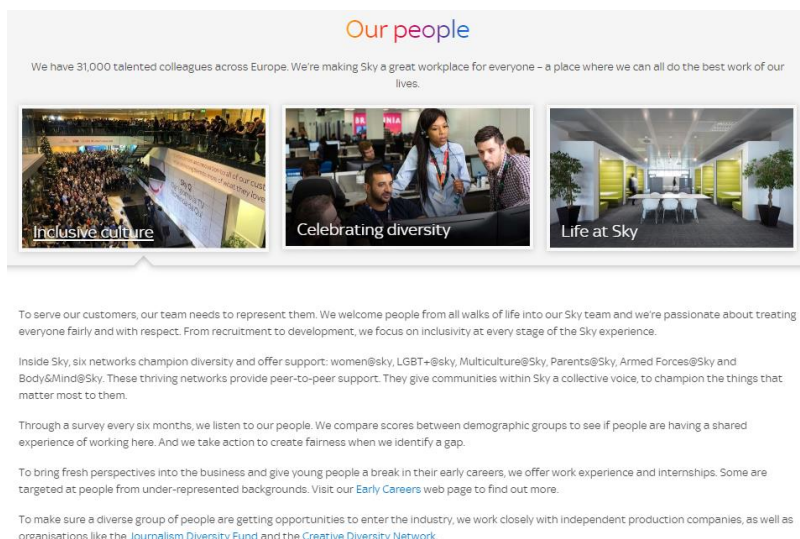 Our people
We have 31,000 talented colleagues across Europe. We're making Sky a great workplace for everyone – a place where we can all do the best work of our
lives.
Inclusive culture
Celebrating diversity
Life at Sky
To serve our customers, our team needs to represent them. We welcome people from all walks of life into our Sky team and we're passionate about treating
everyone fairly and with respect. From recruitment to development, we focus on inclusivity at every stage of the Sky experience.
Inside Sky, six networks champion diversity and offer support: women@sky, LGBT+@sky, Multiculture@Sky, Parents@Sky, Armed Forces@Sky and
Body&Mind@Sky. These thriving networks provide peer-to-peer support. They give communities within Sky a collective voice, to champion the things that
matter most to them.
Through a survey every six months, we listen to our people. We compare scores between demographic groups to see if people are having a shared
experience of working here. And we take action to create fairness when we identify a gap.
To bring fresh perspectives into the business and give young people a break in their early careers, we offer work experience and internships. Some are
targeted at people from under-represented backgrounds. Visit our Early Careers web page to find out more.
To make sure a diverse group of people are getting opportunities to enter the industry, we work closely with independent production companies, as well as
organisations like the Journalism Diversity Fund and the Creative Diversity Network.